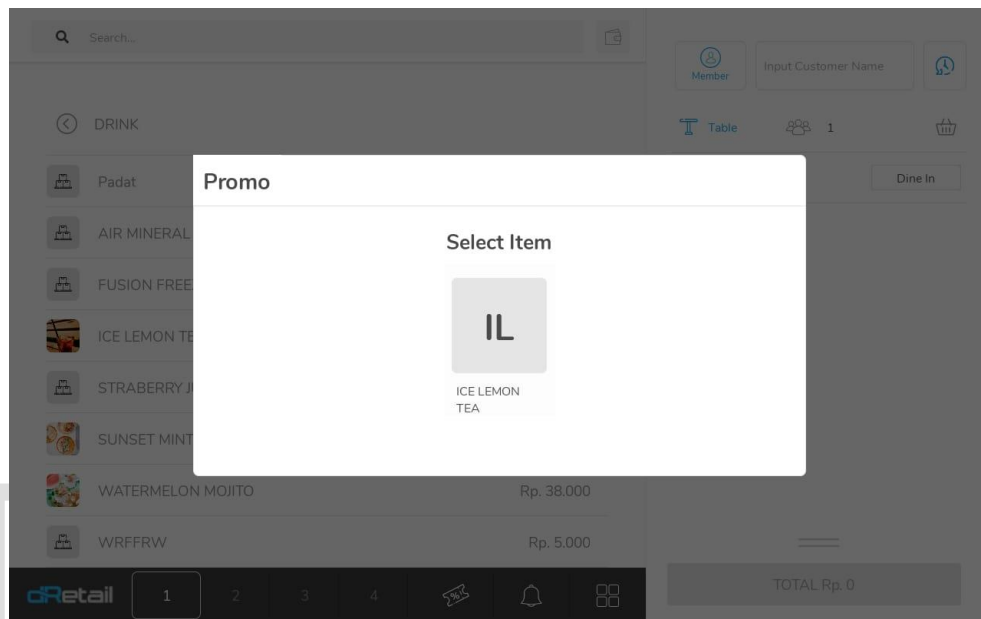 Search...
Member
Input Customer Name
DRINK
Table
1
Padat
Promo
Dine In
AIR MINERAL
Select Item
FUSION FREE
IL
ICE LEMON TE
STRABERRY J
ICE LEMON
TEA
SUNSET MINT
WATERMELON MOJITO
Rp. 38.000
WRFFRW
Rp. 5.000
dRetail
1
2
3
4
TOTAL Rp. 0